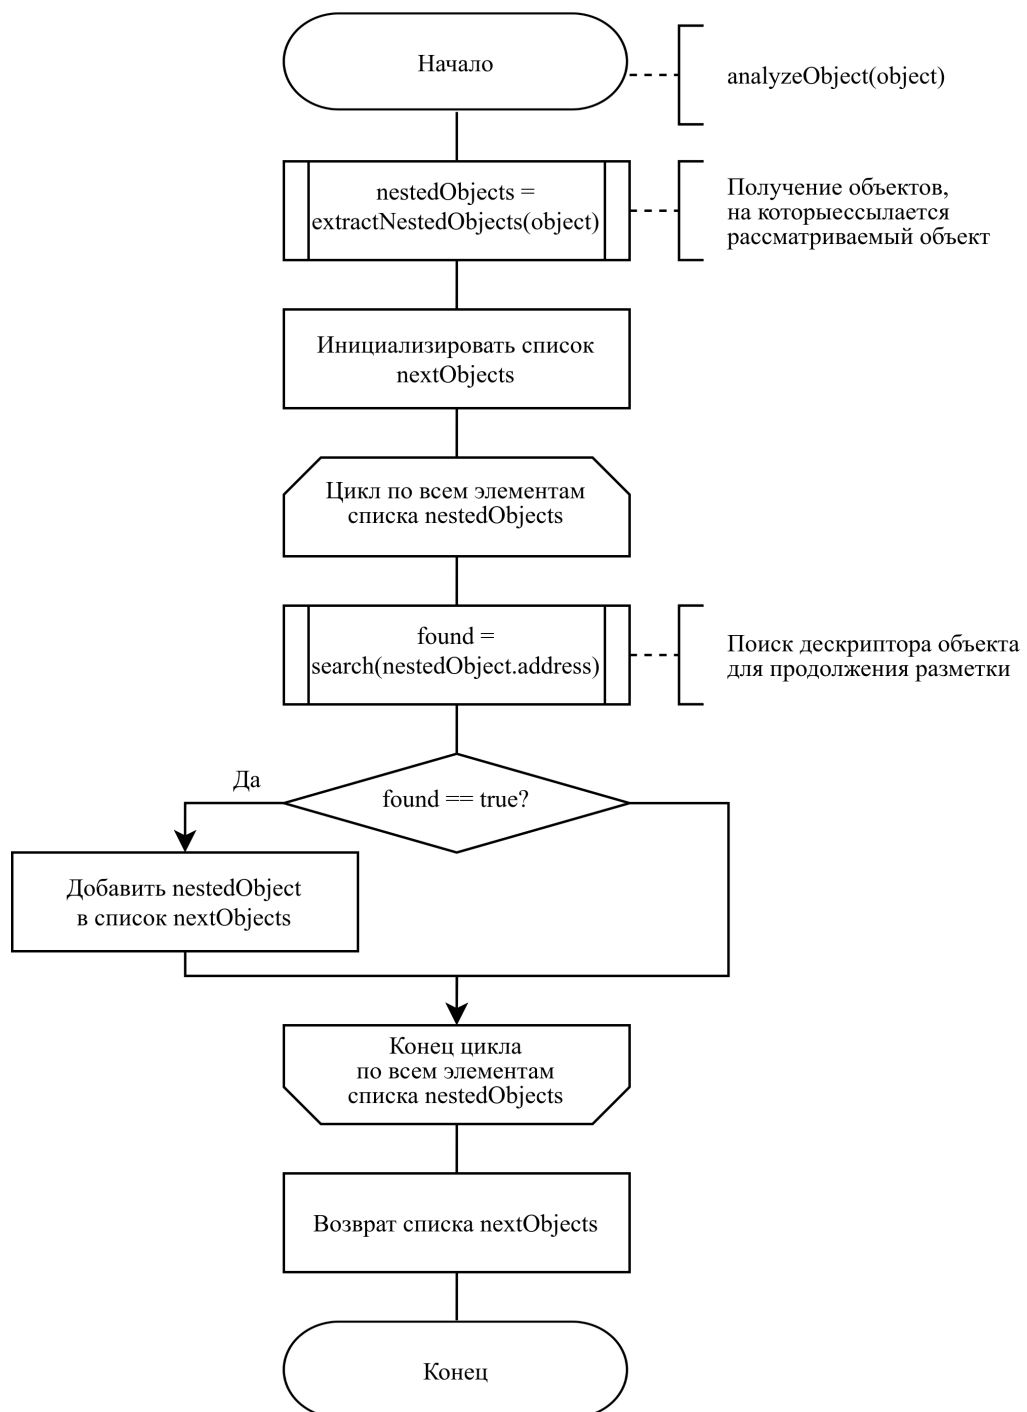 Начало
analyzeObject(object)
nestedObjects =
extractNestedObjects(object)
Получение объектов,
на которыессылается
рассматриваемый объект
Инициализировать список
nextObjects
Цикл по всем элементам
списка nestedObjects
found =
search(nestedObject.address)
Поиск дескриптора объекта
для продолжения разметки
Да
found == true?
Добавить nestedObject
в список nextObjects
Конец цикла
по всем элементам
списка nestedObjects
Возврат списка nextObjects
Конец